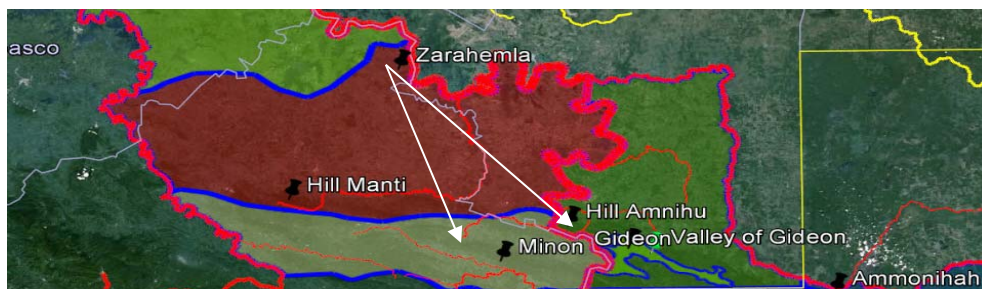 asco
Zarahemla
Hill Manti
Hill Amnihu
Gideon
Valley of Gideon
Minon
Ammonihah